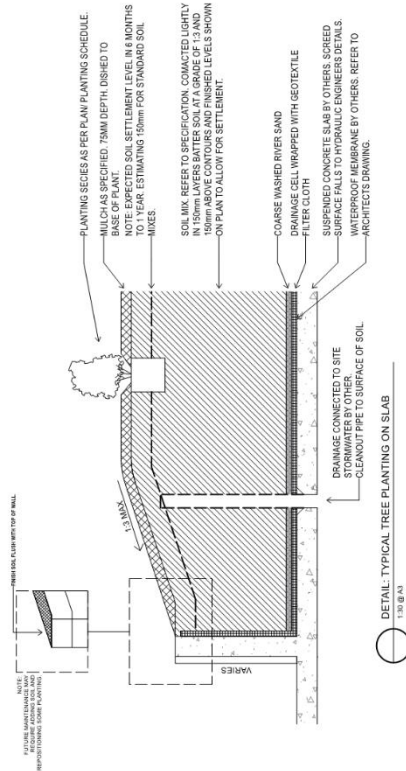 PLANTING SECIES AS PER PLAN/ PLANTING SCHEDULE.
MULCH AS SPECIFIED. 75MM DEPTH. DISHED TO
BASE OF PLANT.
NOTE: EXPECTED SOIL SETTLEMENT LEVEL IN 6 MONTHS
TO 1 YEAR. ESTIMATING 150mm FOR STANDARD SOIL
MIXES.
SOIL MIX. REFER TO SPECIFICATION. COMACTED LIGHTLY
IN 150mm LAYERS BATTER SOIL AT A GRADE OF 1:3 AND
150mm ABOVE CONTOURS AND FINISHED LEVELS SHOWN
ON PLAN TO ALLOW FOR SETTLEMENT.
COARSE WASHED RIVER SAND
DRAINAGE CELL WRAPPED WITH GEOTEXTILE
FILTER CLOTH
SUSPENDED CONCRETE SLAB BY OTHERS. SCREED
SURFACE FALLS TO HYDRAULIC ENGINEERS DETAILS.
WATERPROOF MEMBRANE BY OTHERS. REFER TO
ARCHITECTS DRAWING.
FINISH SOIL FLUSH WITH TOP OF WALL
NOTE:
FUTURE MAINTENANCE MAY
REQUIRE ADDING SOIL AND
REPOSITIONING SOME PLANTING
1:3 MAX
VARIES
DRAINAGE CONNECTED TO SITE
STORMWATER BY OTHER.
CLEANOUT PIPE TO SURFACE OF SOIL
DETAIL: TYPICAL TREE PLANTING ON SLAB
1:30 @ A3